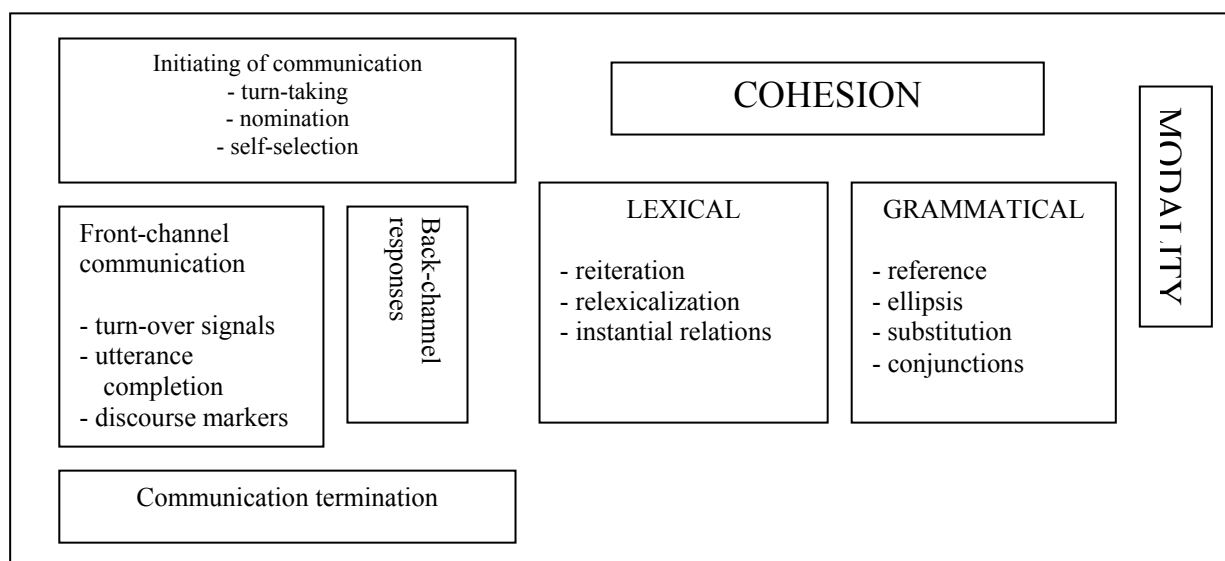 Initiating of communication
- turn-taking
- nomination
- self-selection
COHESION
MODALITY
Front-channel
communication
- turn-over signals
- utterance
completion
- discourse markers
Back-channel
responses
LEXICAL
- reiteration
- relexicalization
- instantial relations
GRAMMATICAL
- reference
- ellipsis
- substitution
- conjunctions
Communication termination